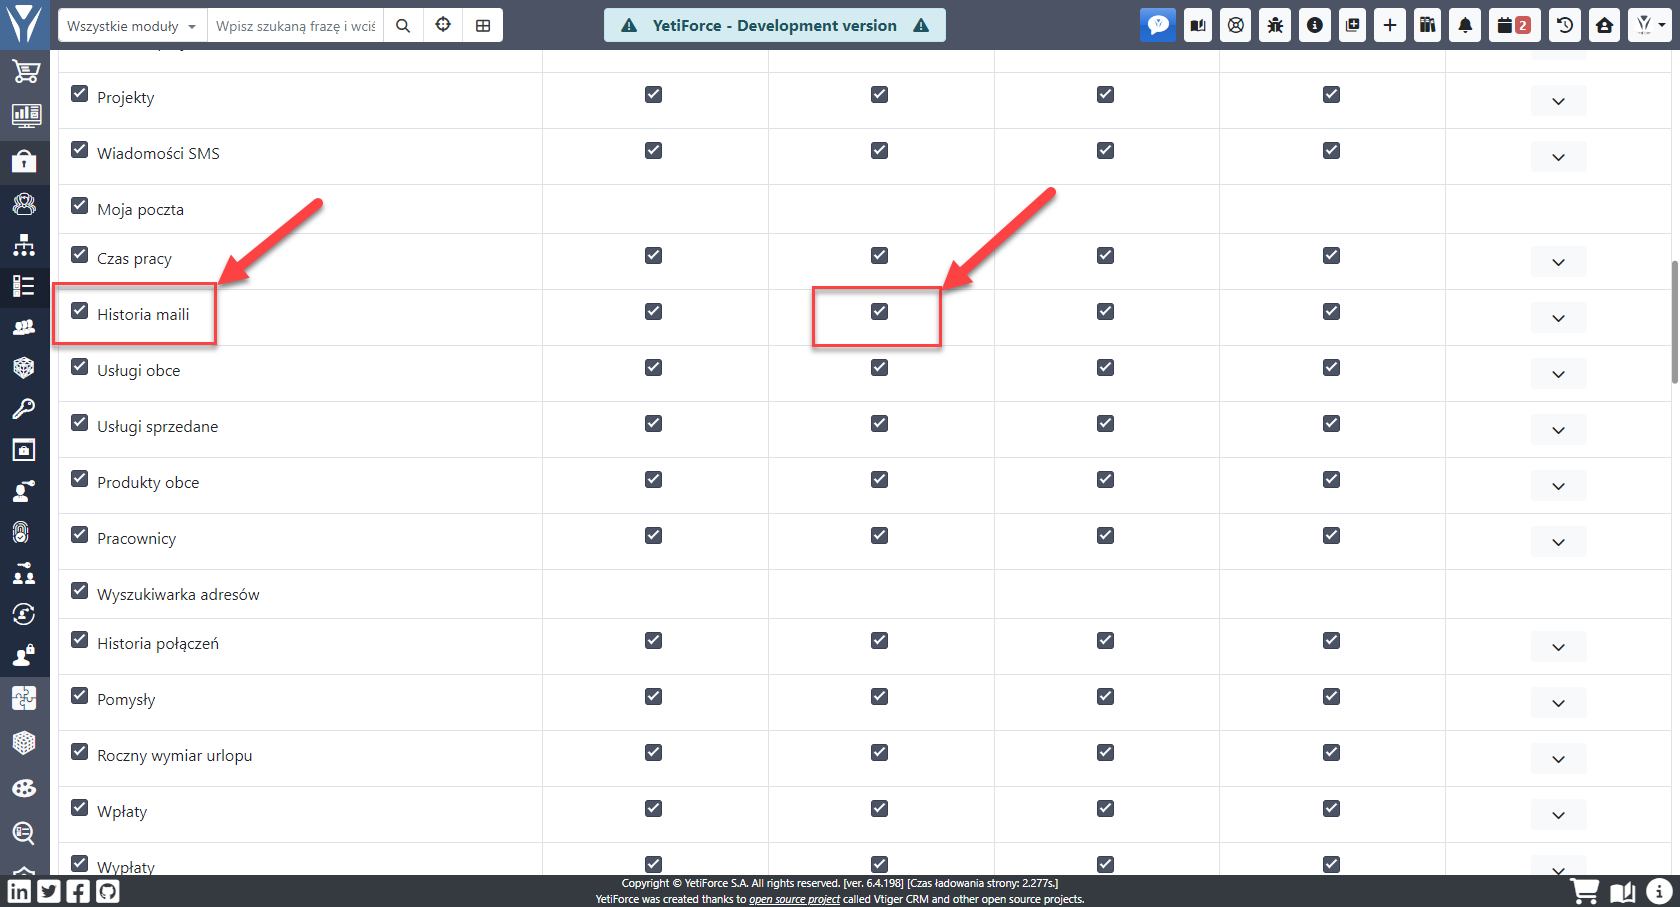 Wszystkie moduły
Wpisz szukaną frazę i wciś
YetiForce - Development version
2
Projekty
Wiadomości SMS
Moja poczta
Czas pracy
Historia maili
Usługi obce
Usługi sprzedane
Produkty obce
Pracownicy
Wyszukiwarka adresów
Historia połączeń
Pomysły
Roczny wymiar urlopu
Wpłaty
Wypłaty
Copyright © YetiForce S.A. All rights reserved. [ver. 6.4.198] [Czas ładowania strony: 2.277s.]
YetiForce was created thanks to open source project called Vtiger CRM and other open source projects.